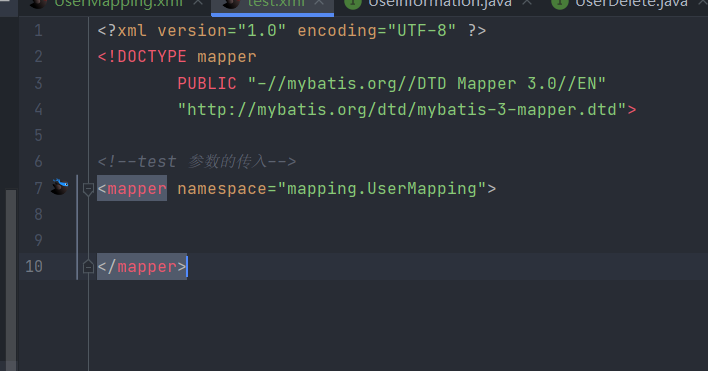 UserMapping.xml test.xml UseInformation.java UserDelete.java
1 <?xml version="1.0" encoding="UTF-8" ?>
2 <!DOCTYPE mapper
3 PUBLIC "-//mybatis.org//DTD Mapper 3.0//EN"
4 "http://mybatis.org/dtd/mybatis-3-mapper.dtd">
5
6 <!--test 参数的传入-->
7 <mapper namespace="mapping.UserMapping">
8
9
10 </mapper>